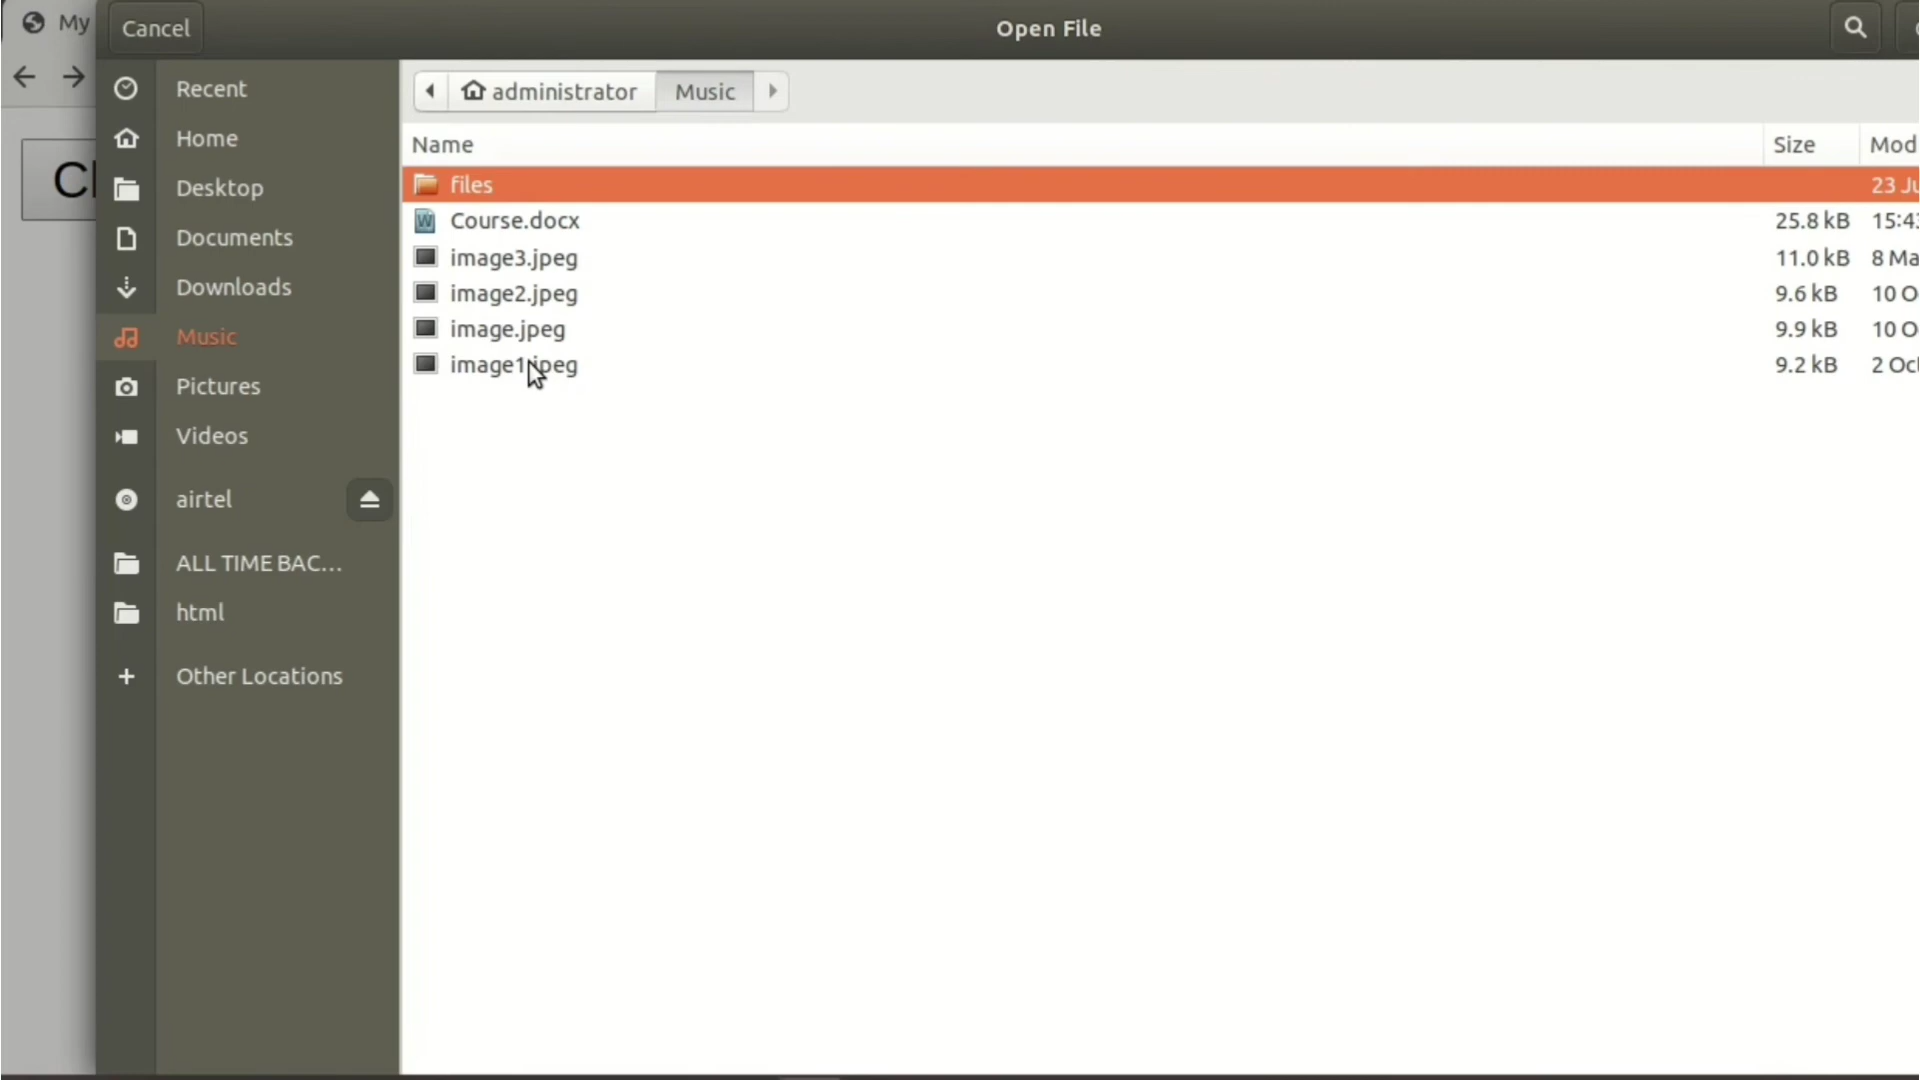 My
Cancel
Open File
Recent
Home
Desktop
Documents
Downloads
Music
Pictures
Videos
airtel
ALL TIME BAC...
html
Other Locations
administrator Music
Name Size Mod
files 23 Ju
Course.docx 25.8 kB 15:43
image3.jpeg 11.0 kB 8 Ma
image2.jpeg 9.6 kB 10 O
image.jpeg 9.9 kB 10 O
image1.jpeg 9.2 kB 2 Oct